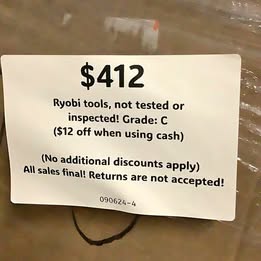 $412
Ryobi tools, not tested or
inspected! Grade: C
($12 off when using cash)
(No additional discounts apply)
All sales final! Returns are not accepted!
090624-4